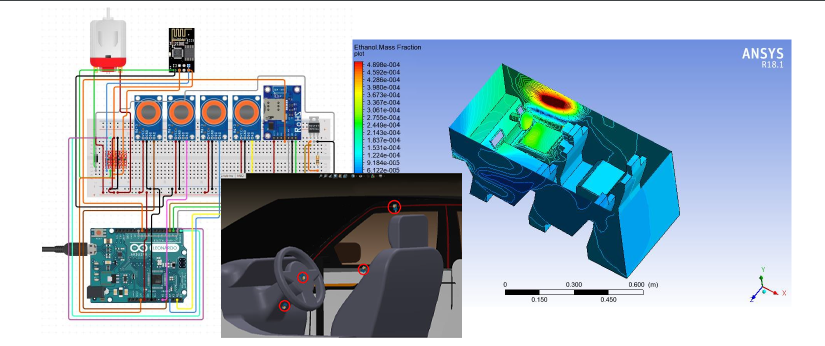 Ethanol.Mass Fraction
plot
4.898e-004
4.592e-004
4.286e-004
3.980e-004
3.673e-004
3.367e-004
3.061e-004
2.755e-004
2.449e-004
2.143e-004
1.837e-004
1.531e-004
1.224e-004
9.184e-005
6.122e-005
ANSYS
R18.1
RoHS
LEONARDO
0 0.300 0.600 (m)
0.150 0.450
Y
X
Z